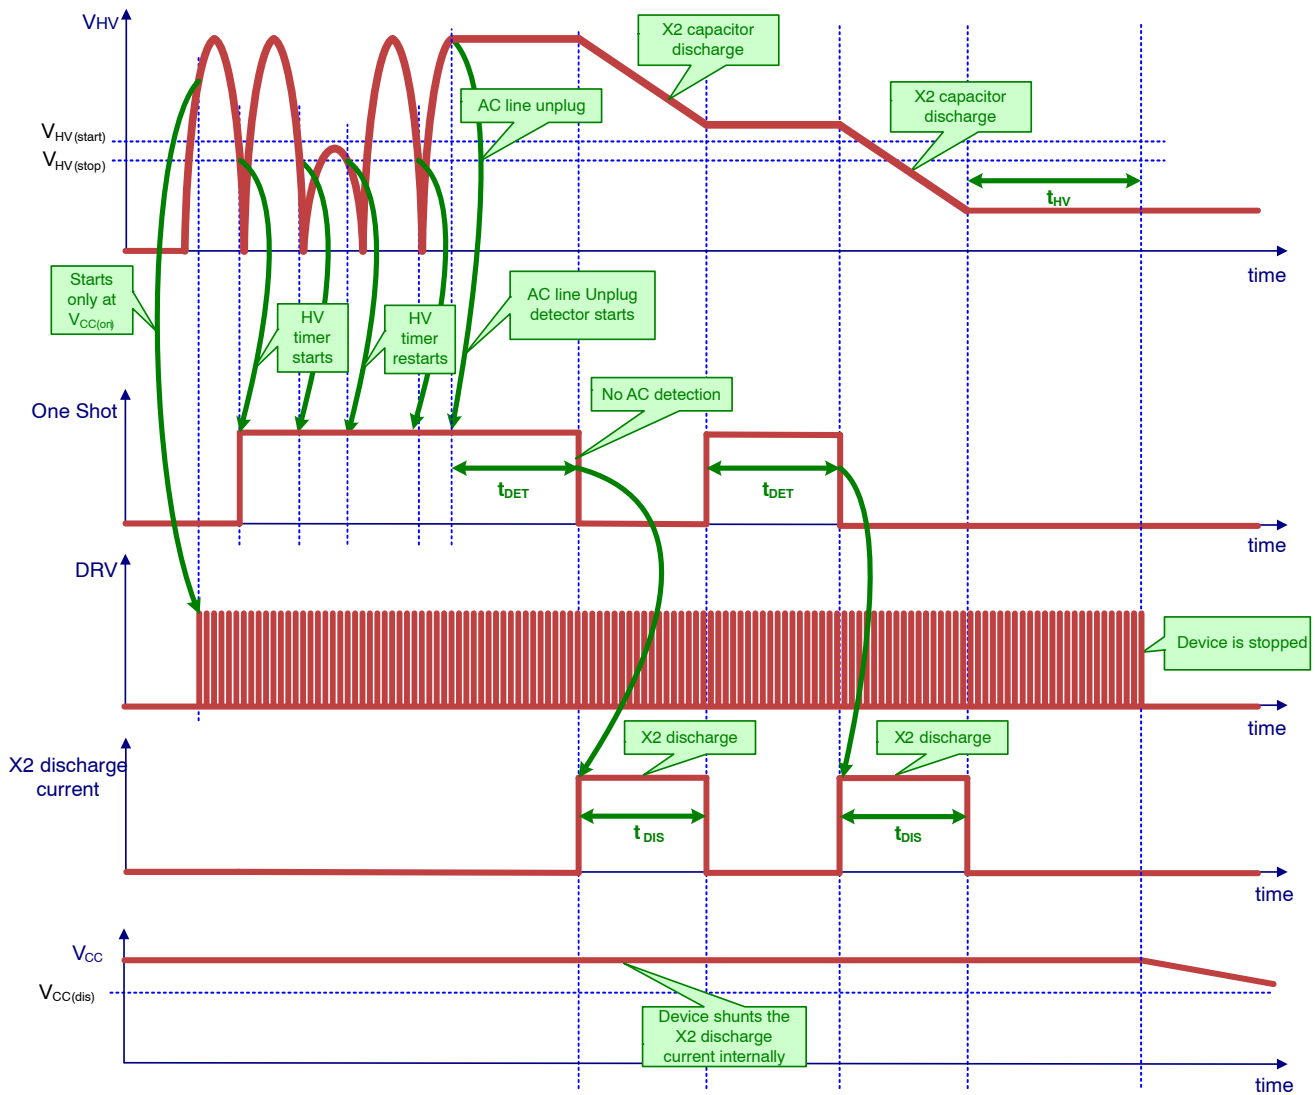 VHV
X2 capacitor
discharge
AC line unplug
X2 capacitor
discharge
VHV(start)
VHV(stop)
tHV
time
Starts
only at
VCC(on)
HV
timer
starts
HV
timer
restarts
AC line Unplug
detector starts
No AC detection
One Shot
tDET
tDET
time
DRV
Device is stopped
time
X2 discharge
X2 discharge
X2 discharge
current
t DIS
tDIS
time
VCC
VCC(dis)
Device shunts the
X2 discharge
current internally
time